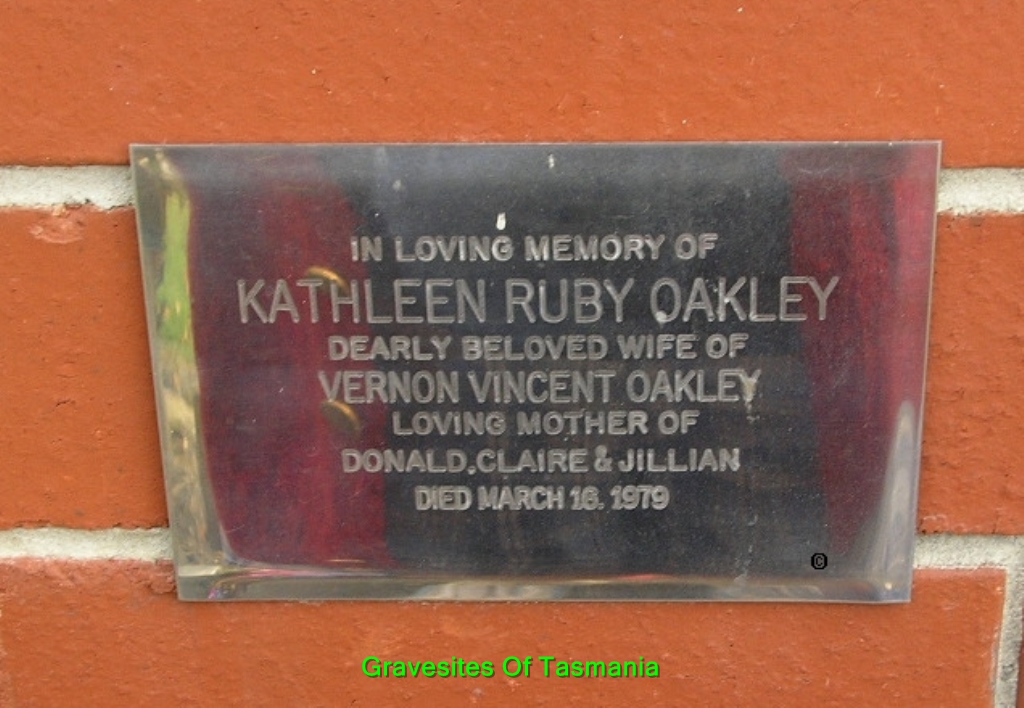 IN LOVING MEMORY OF
KATHLEEN RUBY OAKLEY
DEARLY BELOVED WIFE OF
VERNON VINCENT OAKLEY
LOVING MOTHER OF
DONALD, CLAIRE & JILLIAN
DIED MARCH 16. 1979
©
Gravesites Of Tasmania